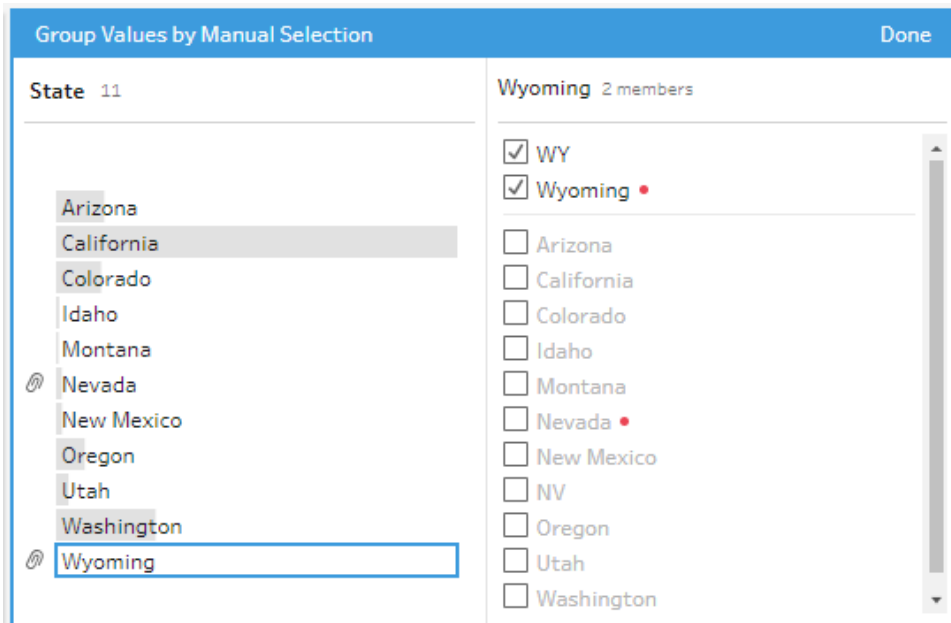 Group Values by Manual Selection Done
State 11
Arizona
California
Colorado
Idaho
Montana
Nevada
New Mexico
Oregon
Utah
Washington
Wyoming
Wyoming 2 members
WY
Wyoming
Arizona
California
Colorado
Idaho
Montana
Nevada
New Mexico
NV
Oregon
Utah
Washington